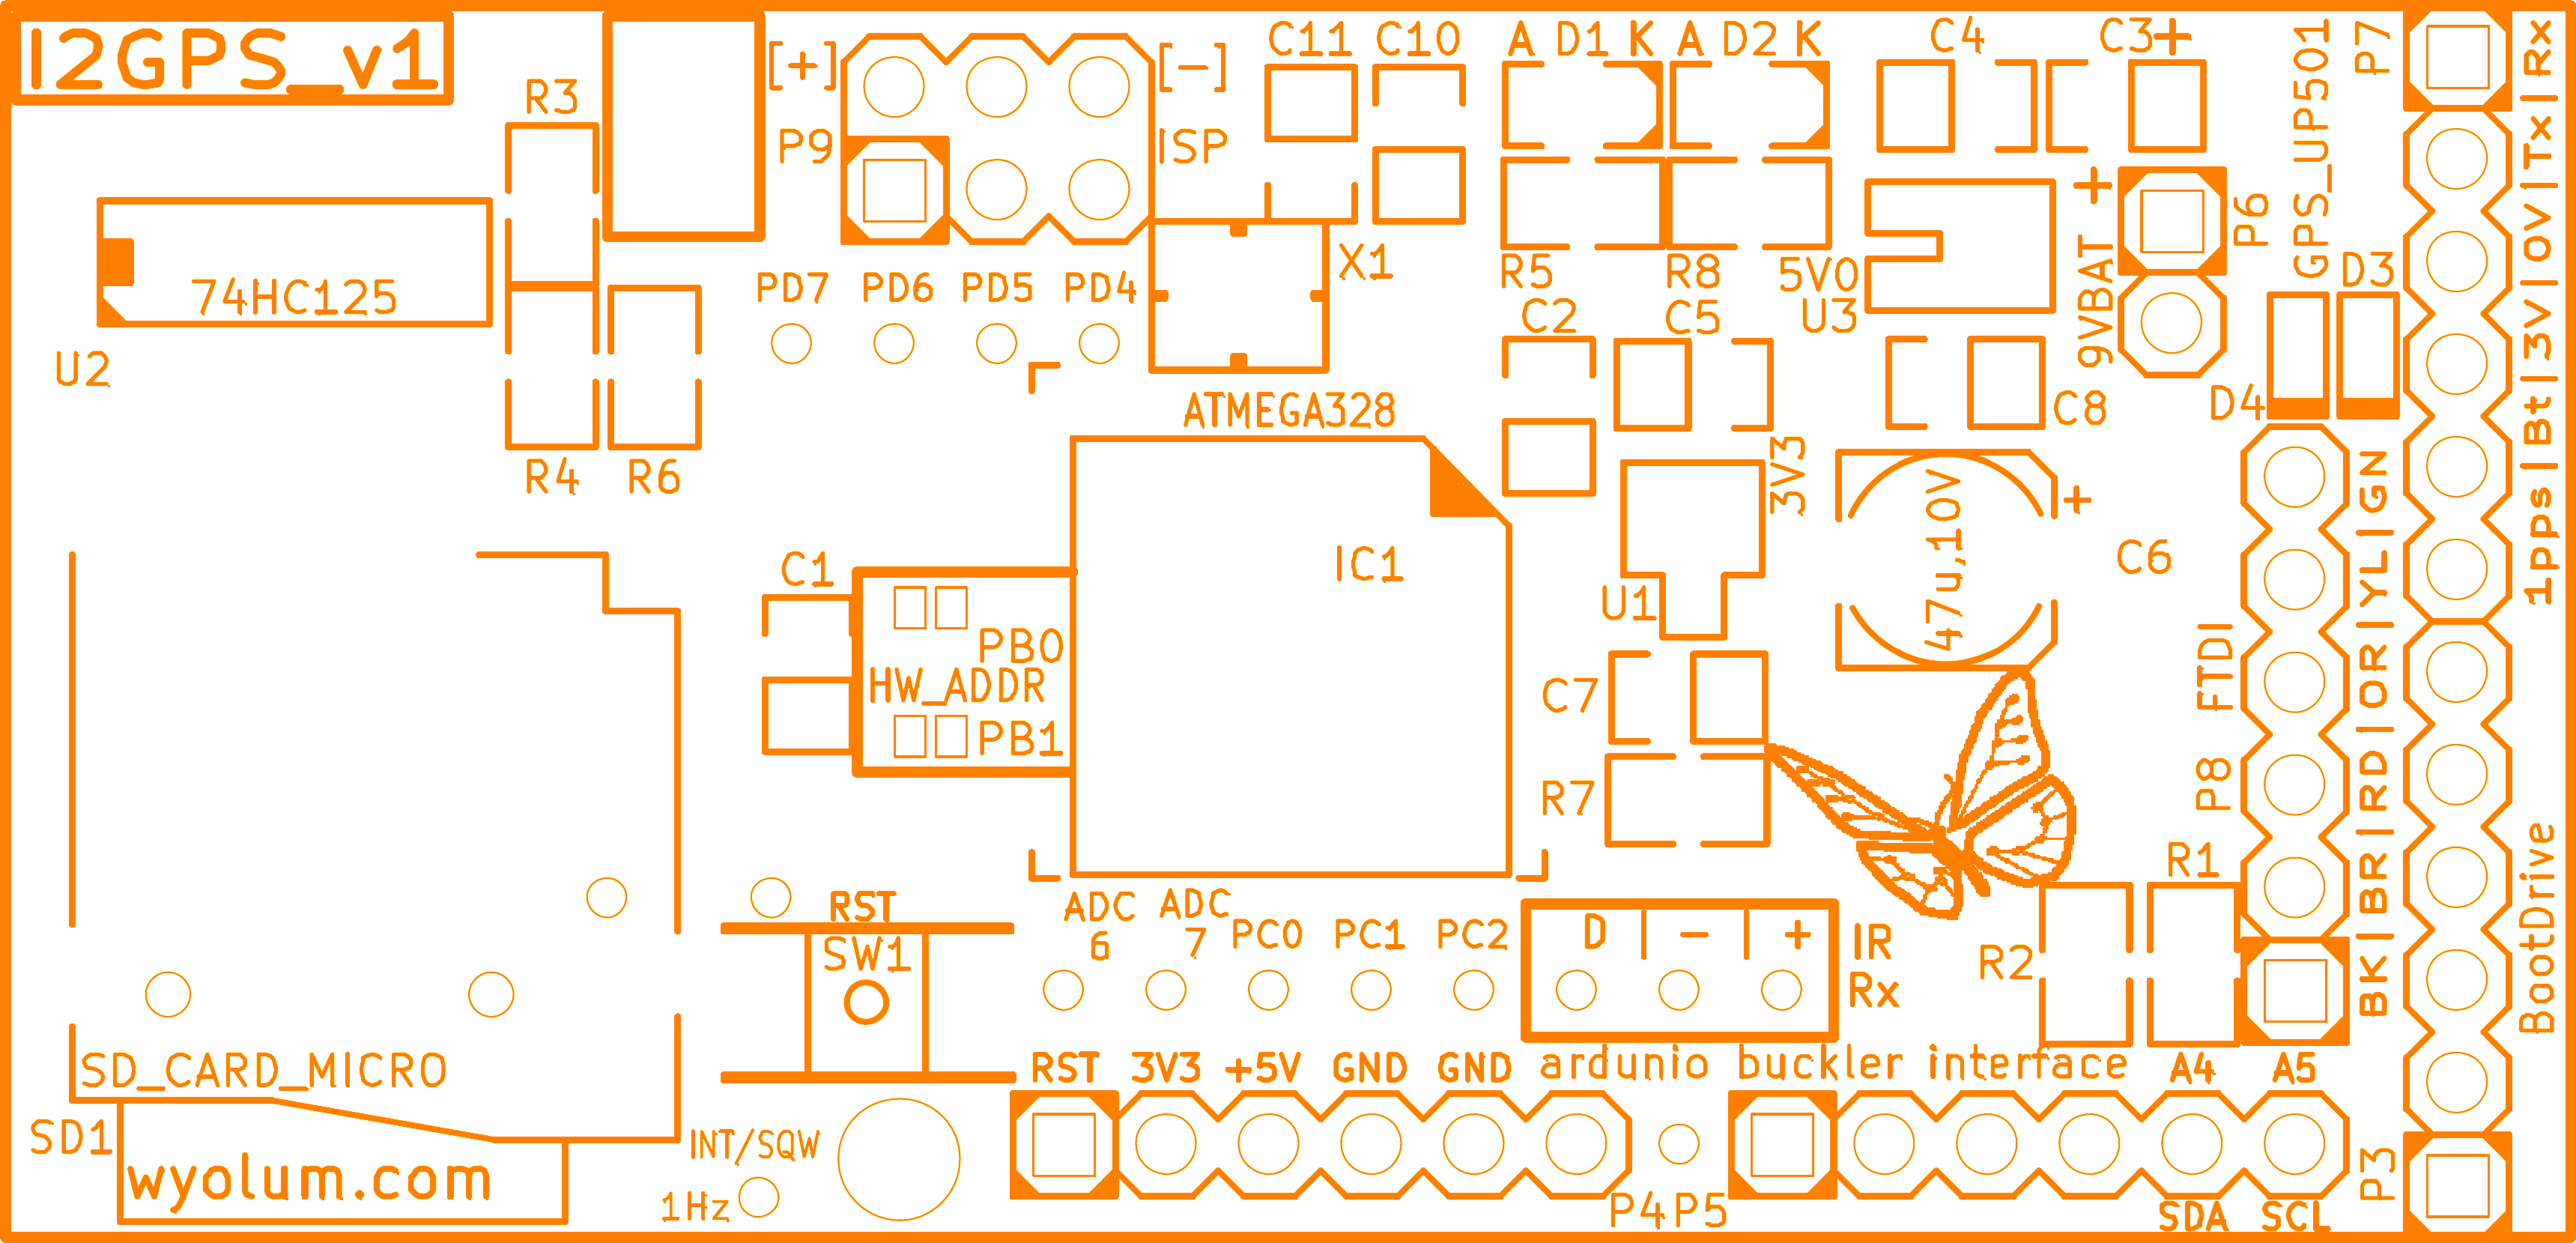 I2GPS_v1
R3
[+]
[-]
P9
ISP
C11
C10
A D1 K
A D2 K
C4
C3+
GPS_UP501
P7
1pps|Bt|3V|0V|Tx|Rx
74HC125
U2
PD7
PD6
PD5
PD4
X1
R5
R8
5V0
U3
+
9VBAT
P6
D3
D4
C2
C5
C8
ATMEGA328
R4
R6
3V3
47u,10V
+
C6
IC1
U1
C1
PB0
HW_ADDR
PB1
C7
R7
FTDI
P8
BK|BR|RD|OR|YL|GN
BootDrive
R1
R2
RST
SW1
ADC
6
ADC
7
PC0
PC1
PC2
D | - | +
IR
Rx
SD_CARD_MICRO
SD1
wyolum.com
RST
3V3
+5V
GND
GND
ardunio buckler interface
A4
A5
INT/SQW
1Hz
P4
P5
SDA
SCL
P3